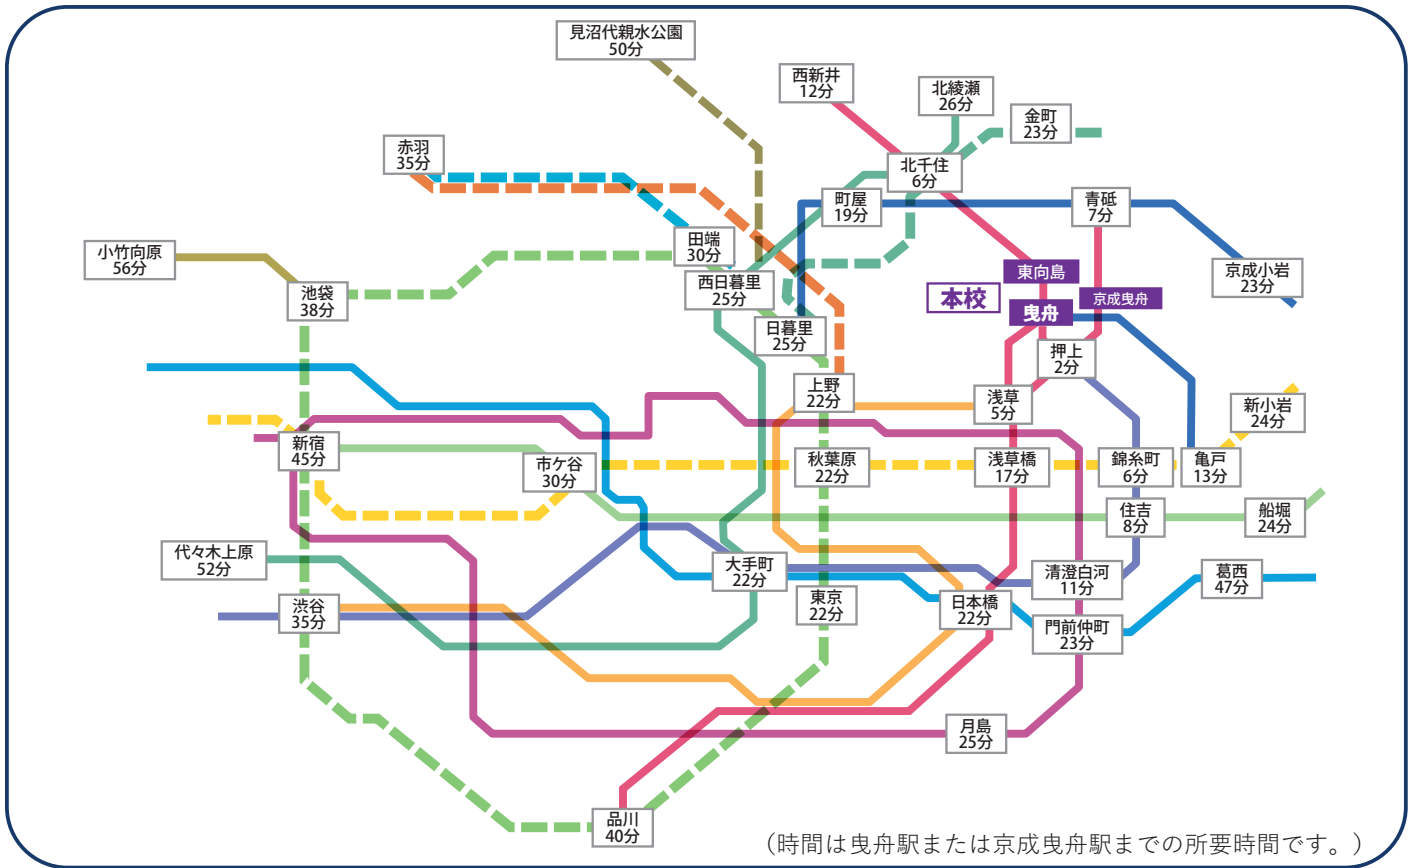 見沼代親水公園
50分
西新井
12分
北綾瀬
26分
金町
23分
赤羽
35分
北千住
6分
町屋
19分
青砥
7分
小竹向原
56分
田端
30分
西日暮里
25分
池袋
38分
東向島
京成小岩
23分
本校
京成曳舟
曳舟
日暮里
25分
押上
2分
上野
22分
浅草
5分
新小岩
24分
新宿
45分
市ケ谷
30分
秋葉原
22分
浅草橋
17分
錦糸町
6分
亀戸
13分
住吉
8分
船堀
24分
代々木上原
52分
大手町
22分
清澄白河
11分
葛西
47分
渋谷
35分
東京
22分
日本橋
22分
門前仲町
23分
月島
25分
品川
40分
（時間は曳舟駅または京成曳舟駅までの所要時間です。）